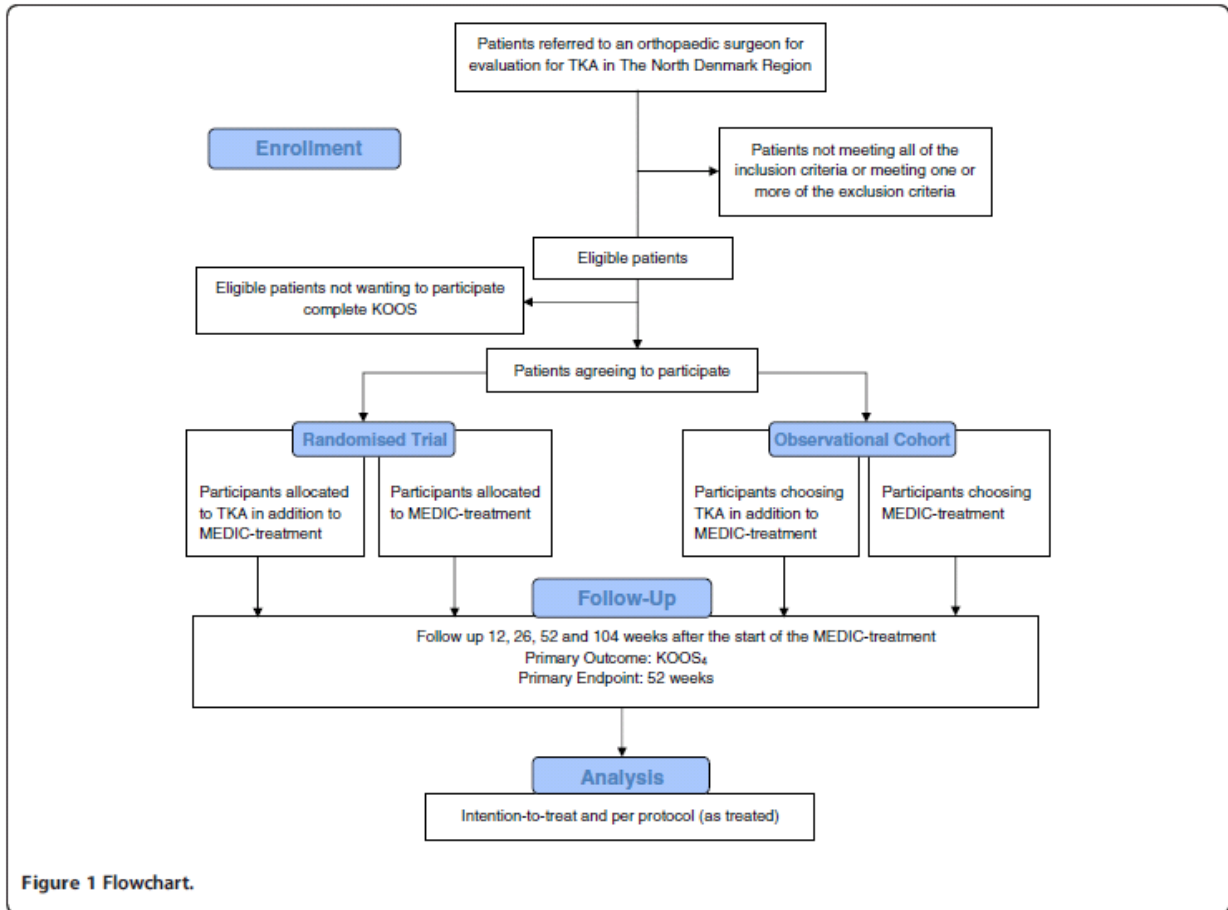 Patients referred to an orthopaedic surgeon for
evaluation for TKA in The North Denmark Region
Enrollment
Patients not meeting all of the
inclusion criteria or meeting one or
more of the exclusion criteria
Eligible patients
Eligible patients not wanting to participate
complete KOOS
Patients agreeing to participate
Randomised Trial
Participants allocated
to TKA in addition to
MEDIC-treatment
Participants allocated
to MEDIC-treatment
Observational Cohort
Participants choosing
TKA in addition to
MEDIC-treatment
Participants choosing
MEDIC-treatment
Follow-Up
Follow up 12, 26, 52 and 104 weeks after the start of the MEDIC-treatment
Primary Outcome: KOOS₄
Primary Endpoint: 52 weeks
Analysis
Intention-to-treat and per protocol (as treated)
Figure 1 Flowchart.